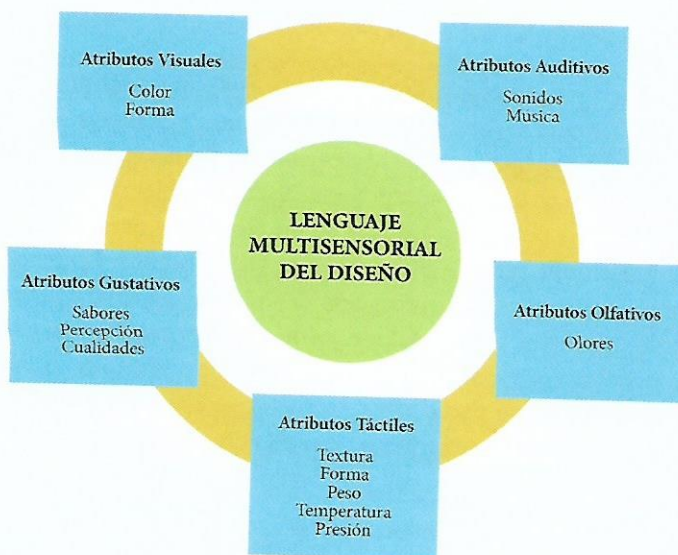 Atributos Visuales
Color
Forma
Atributos Auditivos
Sonidos
Musica
LENGUAJE
MULTISENSORIAL
DEL DISEÑO
Atributos Gustativos
Sabores
Percepción
Cualidades
Atributos Olfativos
Olores
Atributos Táctiles
Textura
Forma
Peso
Temperatura
Presión